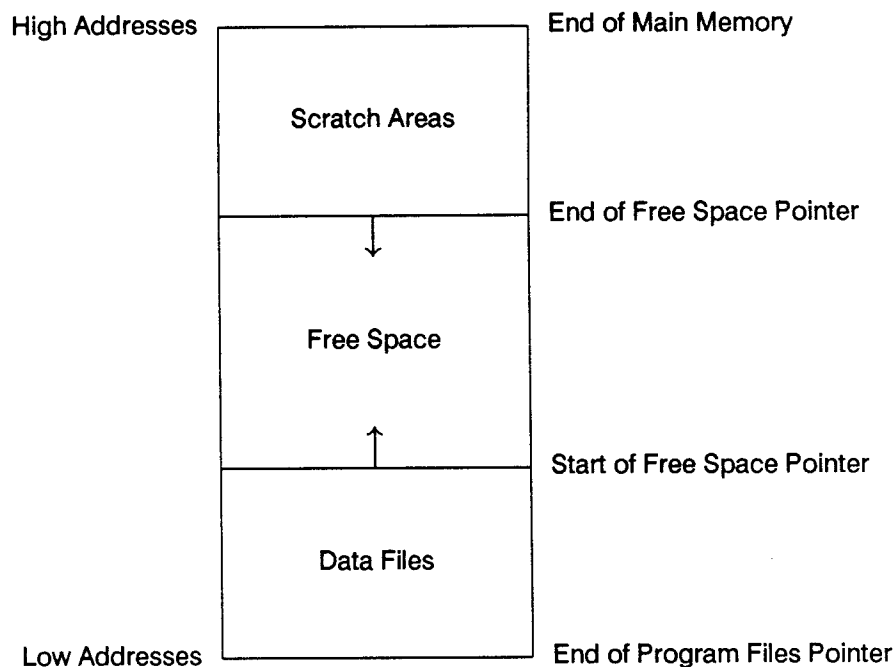 High Addresses
End of Main Memory
Scratch Areas
End of Free Space Pointer
Free Space
Start of Free Space Pointer
Data Files
Low Addresses
End of Program Files Pointer